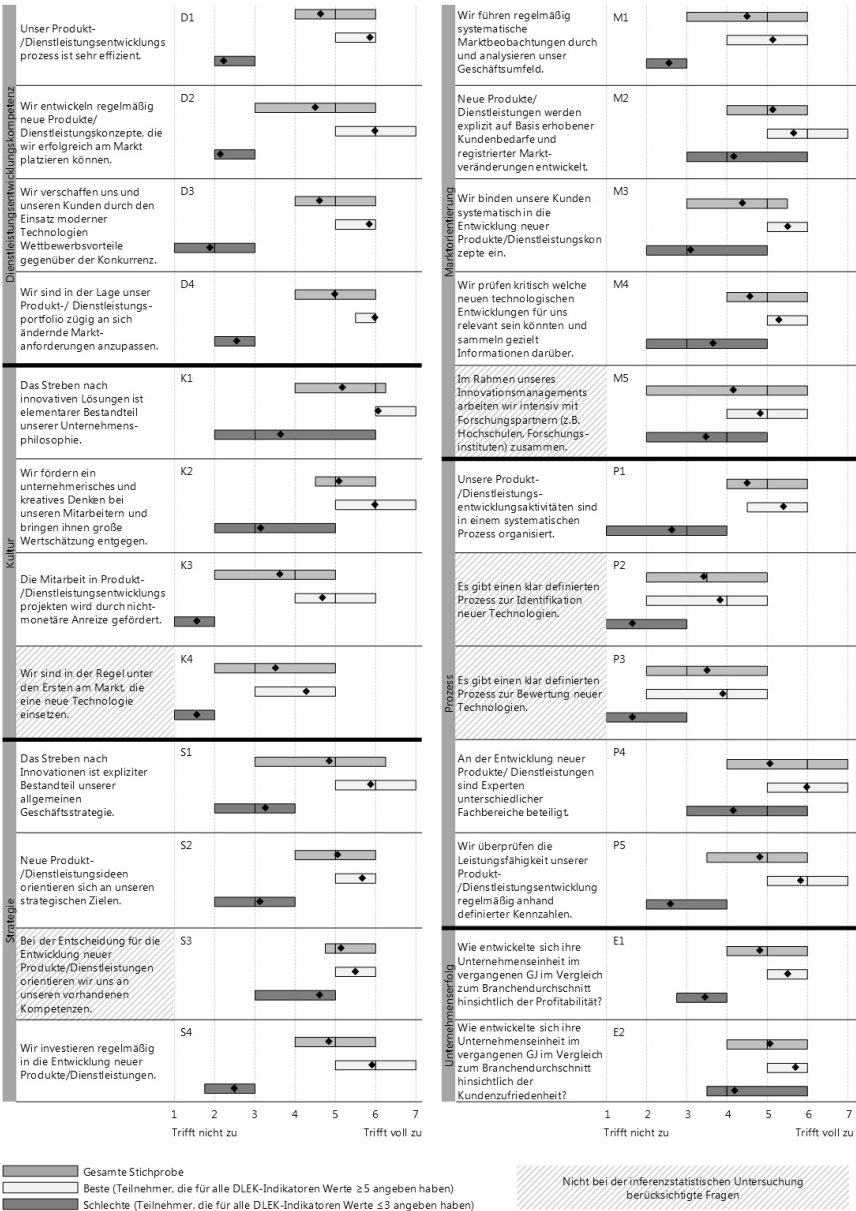 Dienstleistungsentwicklungskompetenz
D1
Unser Produkt-
/Dienstleistungsentwicklungs
prozess ist sehr effizient.
D2
Wir entwickeln regelmäßig
neue Produkte/
Dienstleistungskonzepte, die
wir erfolgreich am Markt
platzieren können.
D3
Wir verschaffen uns und
unseren Kunden durch den
Einsatz moderner
Technologien
Wettbewerbsvorteile
gegenüber der Konkurrenz.
D4
Wir sind in der Lage unser
Produkt-/ Dienstleistungs-
portfolio zügig an sich
ändernde Markt-
anforderungen anzupassen.
Kultur
K1
Das Streben nach
innovativen Lösungen ist
elementarer Bestandteil
unserer Unternehmens-
philosophie.
K2
Wir fördern ein
unternehmerisches und
kreatives Denken bei
unseren Mitarbeitern und
bringen ihnen große
Wertschätzung entgegen.
K3
Die Mitarbeit in Produkt-
/Dienstleistungsentwicklungs
projekten wird durch nicht-
monetäre Anreize gefördert.
K4
Wir sind in der Regel unter
den Ersten am Markt, die
eine neue Technologie
einsetzen.
Strategie
S1
Das Streben nach
Innovationen ist expliziter
Bestandteil unserer
allgemeinen
Geschäftsstrategie.
S2
Neue Produkt-
/Dienstleistungsideen
orientieren sich an unseren
strategischen Zielen.
S3
Bei der Entscheidung für die
Entwicklung neuer
Produkte/Dienstleistungen
orientieren wir uns an
unseren vorhandenen
Kompetenzen.
S4
Wir investieren regelmäßig
in die Entwicklung neuer
Produkte/Dienstleistungen.
1 2 3 4 5 6 7
Trifft nicht zu Trifft voll zu
Marktorientierung
M1
Wir führen regelmäßig
systematische
Marktbeobachtungen durch
und analysieren unser
Geschäftsumfeld.
M2
Neue Produkte/
Dienstleistungen werden
explizit auf Basis erhobener
Kundenbedarfe und
registrierter Markt-
veränderungen entwickelt.
M3
Wir binden unsere Kunden
systematisch in die
Entwicklung neuer
Produkte/Dienstleistungskon
zepte ein.
M4
Wir prüfen kritisch welche
neuen technologischen
Entwicklungen für uns
relevant sein könnten und
sammeln gezielt
Informationen darüber.
M5
Im Rahmen unseres
Innovationsmanagements
arbeiten wir intensiv mit
Forschungspartnern (z.B.
Hochschulen, Forschungs-
instituten) zusammen.
Prozess
P1
Unsere Produkt-
/Dienstleistungs-
entwicklungsaktivitäten sind
in einem systematischen
Prozess organisiert.
P2
Es gibt einen klar definierten
Prozess zur Identifikation
neuer Technologien.
P3
Es gibt einen klar definierten
Prozess zur Bewertung neuer
Technologien.
P4
An der Entwicklung neuer
Produkte/ Dienstleistungen
sind Experten
unterschiedlicher
Fachbereiche beteiligt.
P5
Wir überprüfen die
Leistungsfähigkeit unserer
Produkt-
/Dienstleistungsentwicklung
regelmäßig anhand
definierter Kennzahlen.
Unternehmenserfolg
E1
Wie entwickelte sich ihre
Unternehmenseinheit im
vergangenen GJ im Vergleich
zum Branchendurchschnitt
hinsichtlich der Profitabilität?
E2
Wie entwickelte sich ihre
Unternehmenseinheit im
vergangenen GJ im Vergleich
zum Branchendurchschnitt
hinsichtlich der
Kundenzufriedenheit?
1 2 3 4 5 6 7
Trifft nicht zu Trifft voll zu
Gesamte Stichprobe
Beste (Teilnehmer, die für alle DLEK-Indikatoren Werte ≥5 angeben haben)
Schlechte (Teilnehmer, die für alle DLEK-Indikatoren Werte ≤3 angeben haben)
Nicht bei der inferenzstatistischen Untersuchung
berücksichtigte Fragen